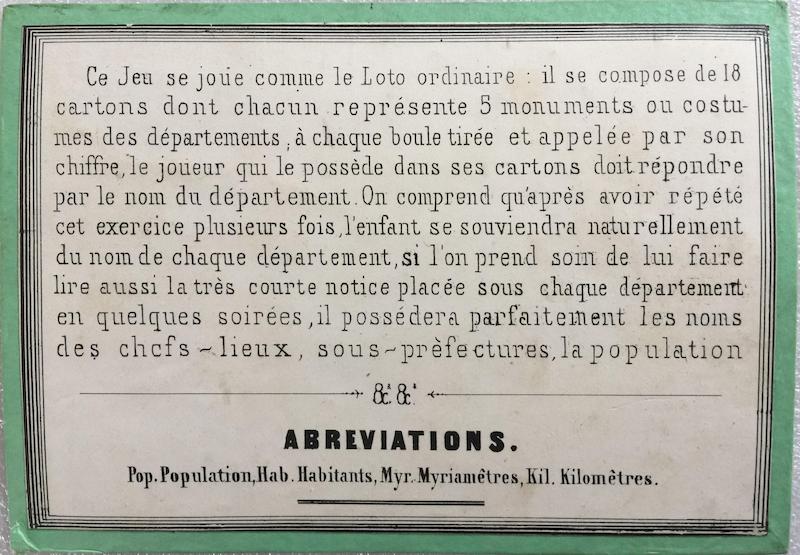 Ce Jeu se joue comme le Loto ordinaire : il se compose de 18
cartons dont chacun représente 5 monuments ou costu-
mes des départements, à chaque boule tirée et appelée par son
chiffre, le joueur qui le possède dans ses cartons doit répondre
par le nom du département. On comprend qu'après avoir répété
cet exercice plusieurs fois, l'enfant se souviendra naturellement
du nom de chaque département, si l'on prend soin de lui faire
lire aussi la très courte notice placée sous chaque département
en quelques soirées, il possédera parfaitement les noms
des chefs-lieux, sous-prèfectures, la population
&c. &c.
ABREVIATIONS.
Pop. Population, Hab. Habitants, Myr. Myriamêtres, Kil. Kilomêtres.